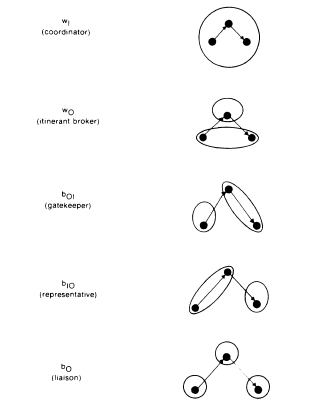 wI
(coordinator)
wO
(itinerant broker)
bOI
(gatekeeper)
bIO
(representative)
bO
(liaison)